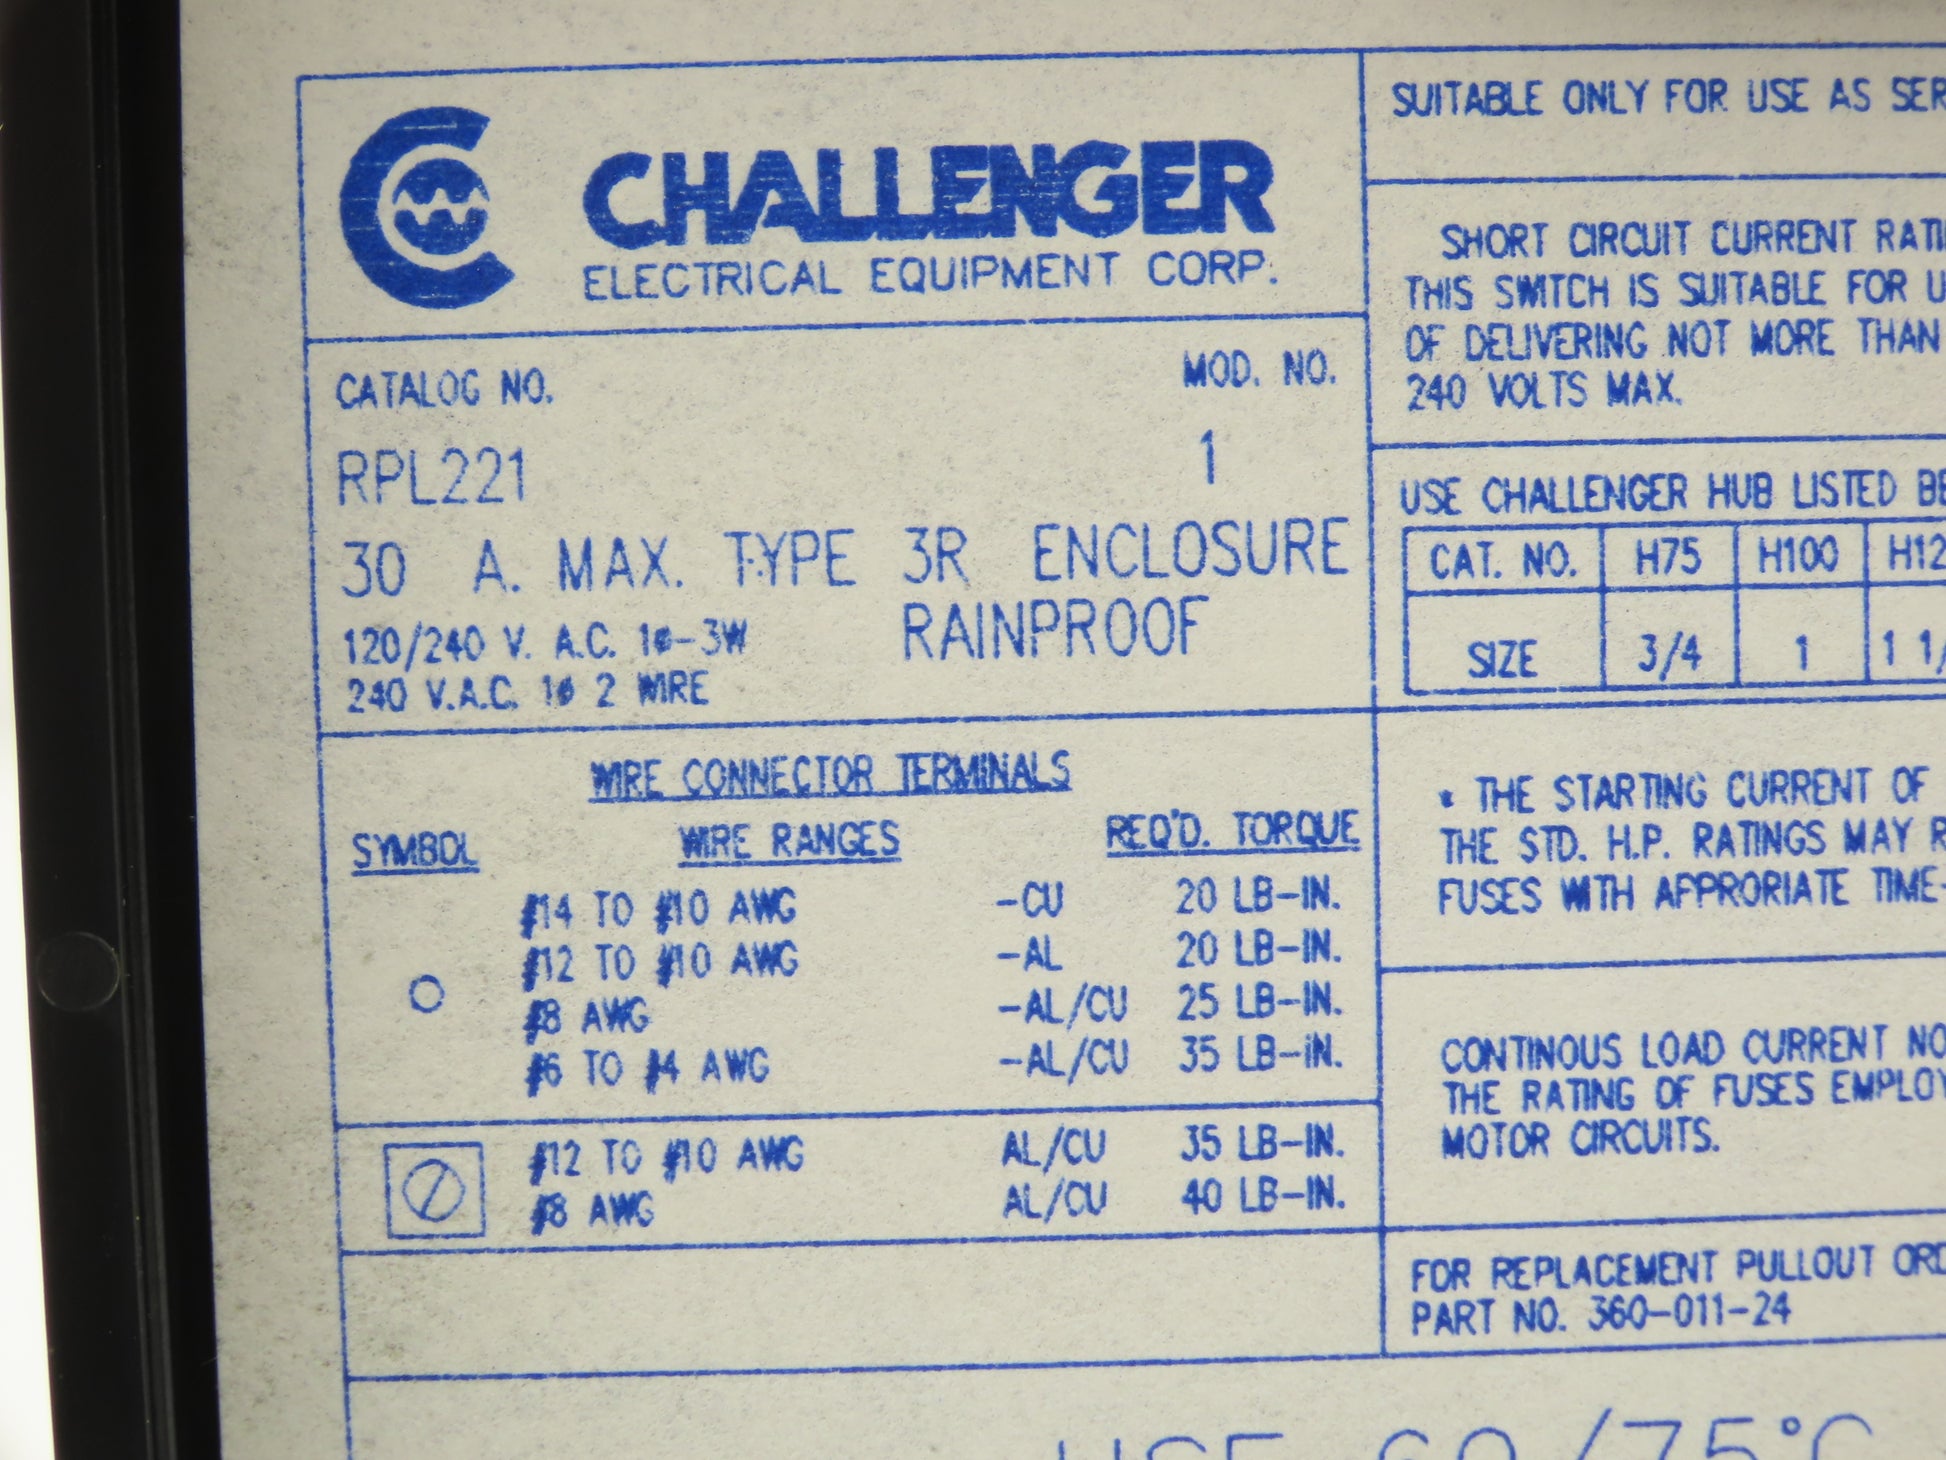 CHALLENGER
ELECTRICAL EQUIPMENT CORP.
CATALOG NO. MOD. NO.
RPL221 1
30 A. MAX. TYPE 3R ENCLOSURE
RAINPROOF
120/240 V. A.C. 1ø-3W
240 V.A.C. 1ø 2 WIRE
WIRE CONNECTOR TERMINALS
SYMBOL WIRE RANGES REQ'D. TORQUE
#14 TO #10 AWG -CU 20 LB-IN.
#12 TO #10 AWG -AL 20 LB-IN.
#8 AWG -AL/CU 25 LB-IN.
#6 TO #4 AWG -AL/CU 35 LB-IN.
#12 TO #10 AWG AL/CU 35 LB-IN.
#8 AWG AL/CU 40 LB-IN.
SUITABLE ONLY FOR USE AS
SHORT CIRCUIT CURRENT
THIS SWITCH IS SUITABLE FOR
OF DELIVERING NOT MORE THAN
240 VOLTS MAX.
USE CHALLENGER HUB LISTED
CAT. NO. H75 H100
SIZE 3/4 1
* THE STARTING CURRENT OF
THE STD. H.P. RATINGS MAY
FUSES WITH APPRORIATE TIME-
CONTINOUS LOAD CURRENT
THE RATING OF FUSES
MOTOR CIRCUITS.
FOR REPLACEMENT PULLOUT
PART NO. 360-011-24
USE 60/75°C